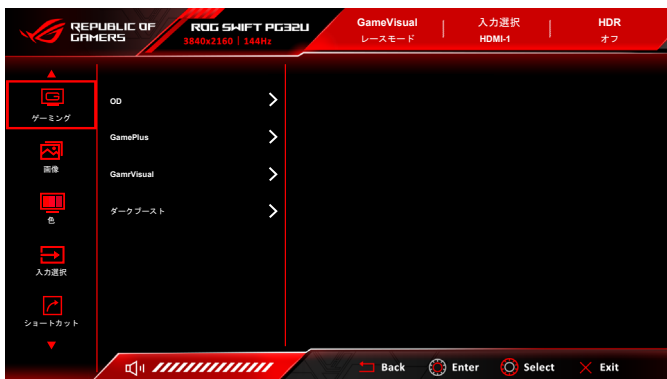 REPUBLIC OF
GAMERS
ROG SWIFT PG32U
3840x2160 | 144Hz
GameVisual
レースモード
入力選択
HDMI-1
HDR
オフ
ゲーミング
画像
色
入力選択
ショートカット
OD
GamePlus
GamrVisual
ダークブースト
Back
Enter
Select
Exit